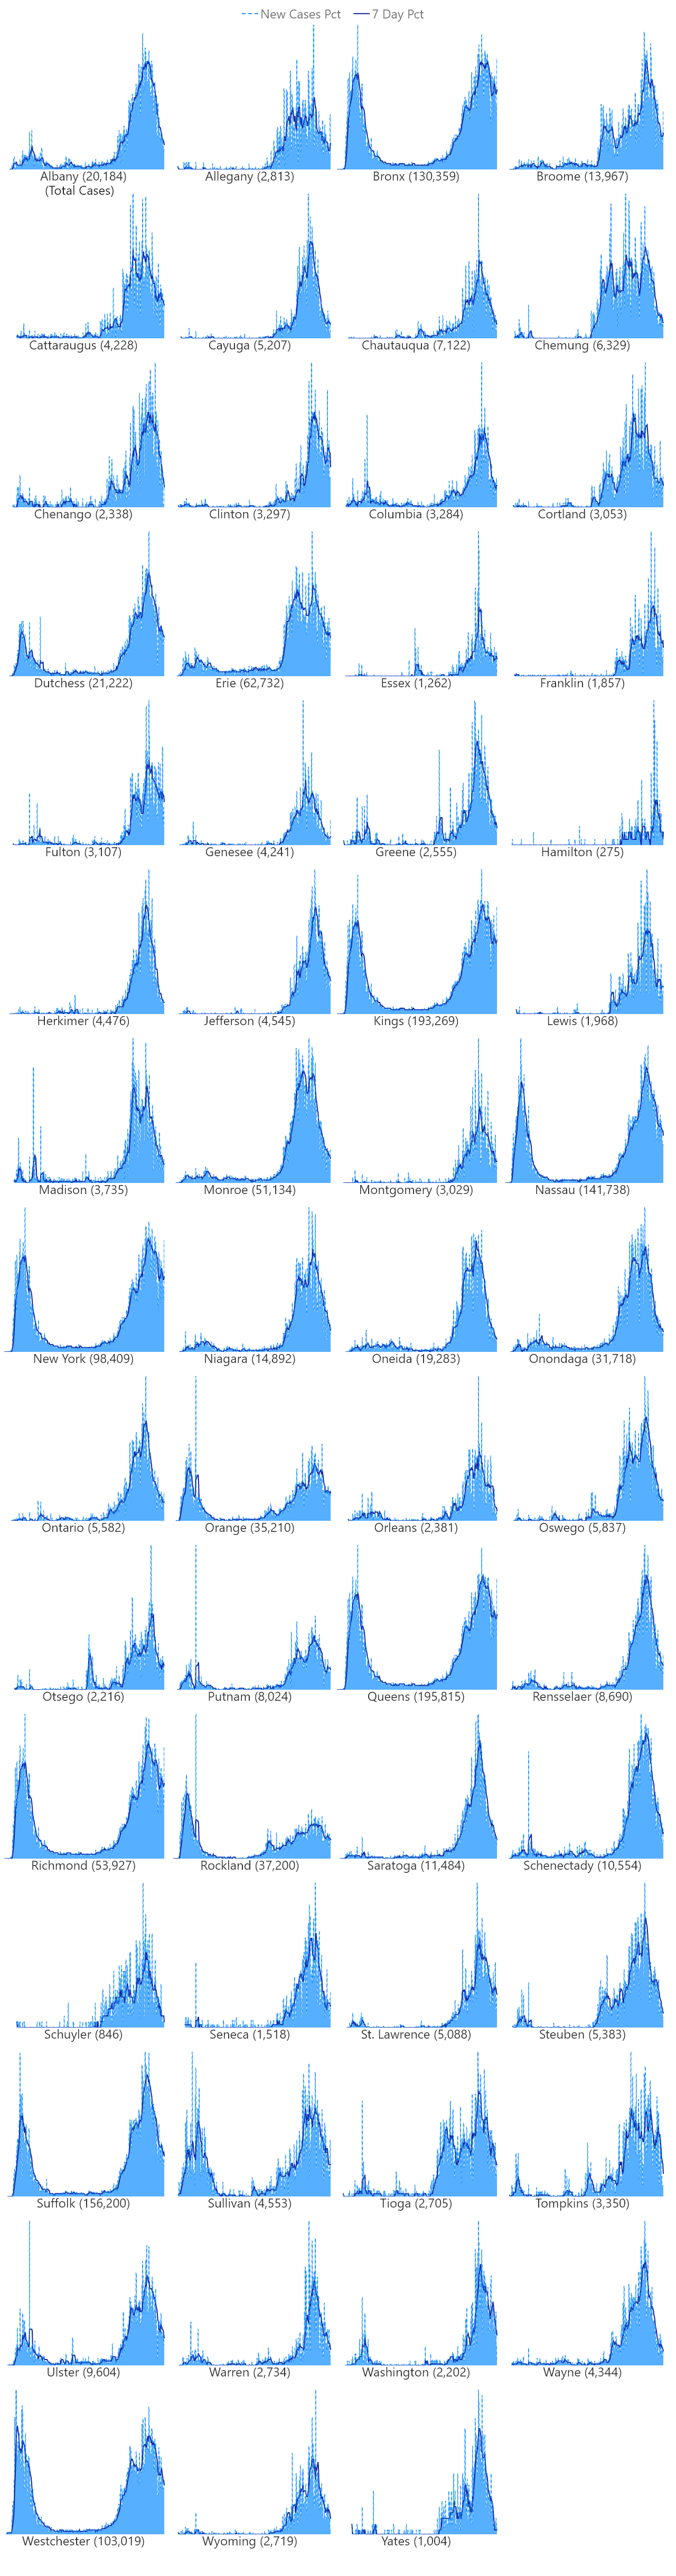 New Cases Pct 7 Day Pct
Albany (20,184) Allegany (2,813) Bronx (130,359) Broome (13,967)
(Total Cases)
Cattaraugus (4,228) Cayuga (5,207) Chautauqua (7,122) Chemung (6,329)
Chenango (2,338) Clinton (3,297) Columbia (3,284) Cortland (3,053)
Dutchess (21,222) Erie (62,732) Essex (1,262) Franklin (1,857)
Fulton (3,107) Genesee (4,241) Greene (2,555) Hamilton (275)
Herkimer (4,476) Jefferson (4,545) Kings (193,269) Lewis (1,968)
Madison (3,735) Monroe (51,134) Montgomery (3,029) Nassau (141,738)
New York (98,409) Niagara (14,892) Oneida (19,283) Onondaga (31,718)
Ontario (5,582) Orange (35,210) Orleans (2,381) Oswego (5,837)
Otsego (2,216) Putnam (8,024) Queens (195,815) Rensselaer (8,690)
Richmond (53,927) Rockland (37,200) Saratoga (11,484) Schenectady (10,554)
Schuyler (846) Seneca (1,518) St. Lawrence (5,088) Steuben (5,383)
Suffolk (156,200) Sullivan (4,553) Tioga (2,705) Tompkins (3,350)
Ulster (9,604) Warren (2,734) Washington (2,202) Wayne (4,344)
Westchester (103,019) Wyoming (2,719) Yates (1,004)